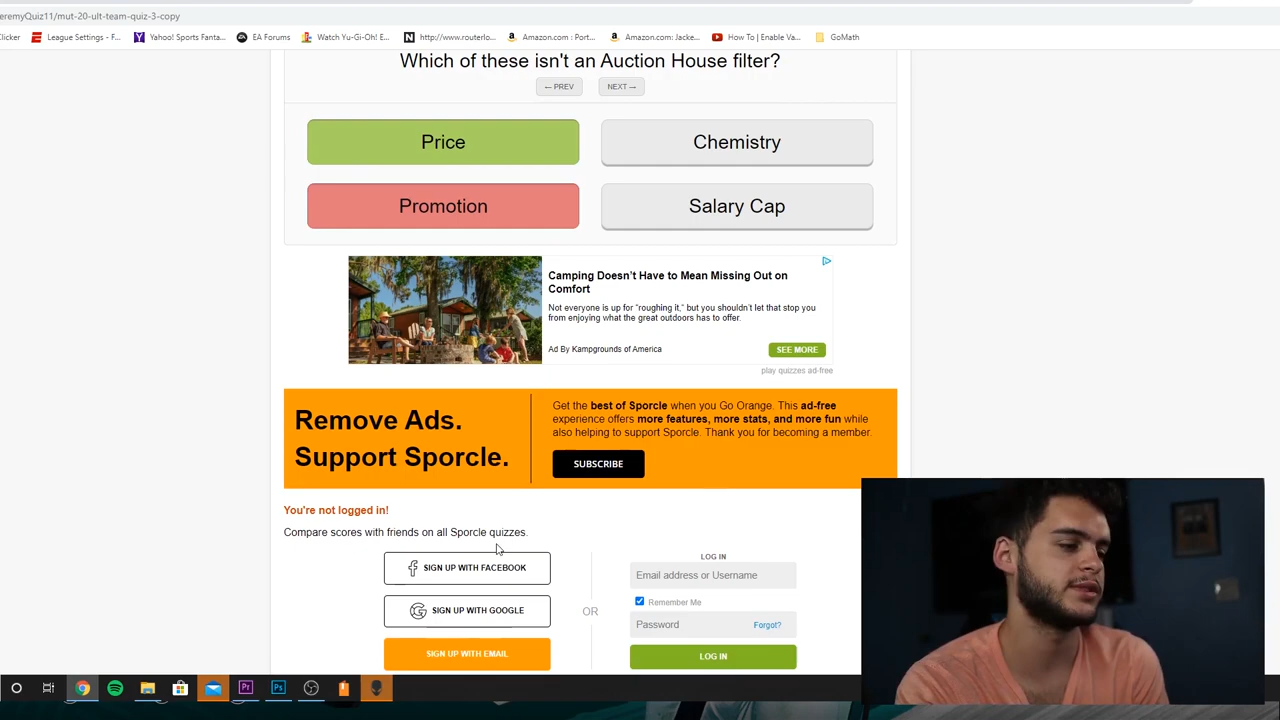 eremyQuiz11/mut-20-ult-team-quiz-3-copy
licker League Settings - F... Yahoo! Sports Fanta... EA Forums Watch Yu-Gi-Oh! E... http://www.routerlo... Amazon.com : Port... Amazon.com: Jacke... How To | Enable Va... GoMath
Which of these isn't an Auction House filter?
← PREV NEXT →
Price Chemistry
Promotion Salary Cap
Camping Doesn't Have to Mean Missing Out on
Comfort
Not everyone is up for "roughing it," but you shouldn't let that stop you
from enjoying what the great outdoors has to offer.
Ad By Kampgrounds of America SEE MORE
play quizzes ad-free
Remove Ads.
Support Sporcle.
Get the best of Sporcle when you Go Orange. This ad-free
experience offers more features, more stats, and more fun while
also helping to support Sporcle. Thank you for becoming a member.
SUBSCRIBE
You're not logged in!
Compare scores with friends on all Sporcle quizzes.
SIGN UP WITH FACEBOOK
SIGN UP WITH GOOGLE
SIGN UP WITH EMAIL
OR
LOG IN
Email address or Username
Remember Me
Password Forgot?
LOG IN
Pr Ps